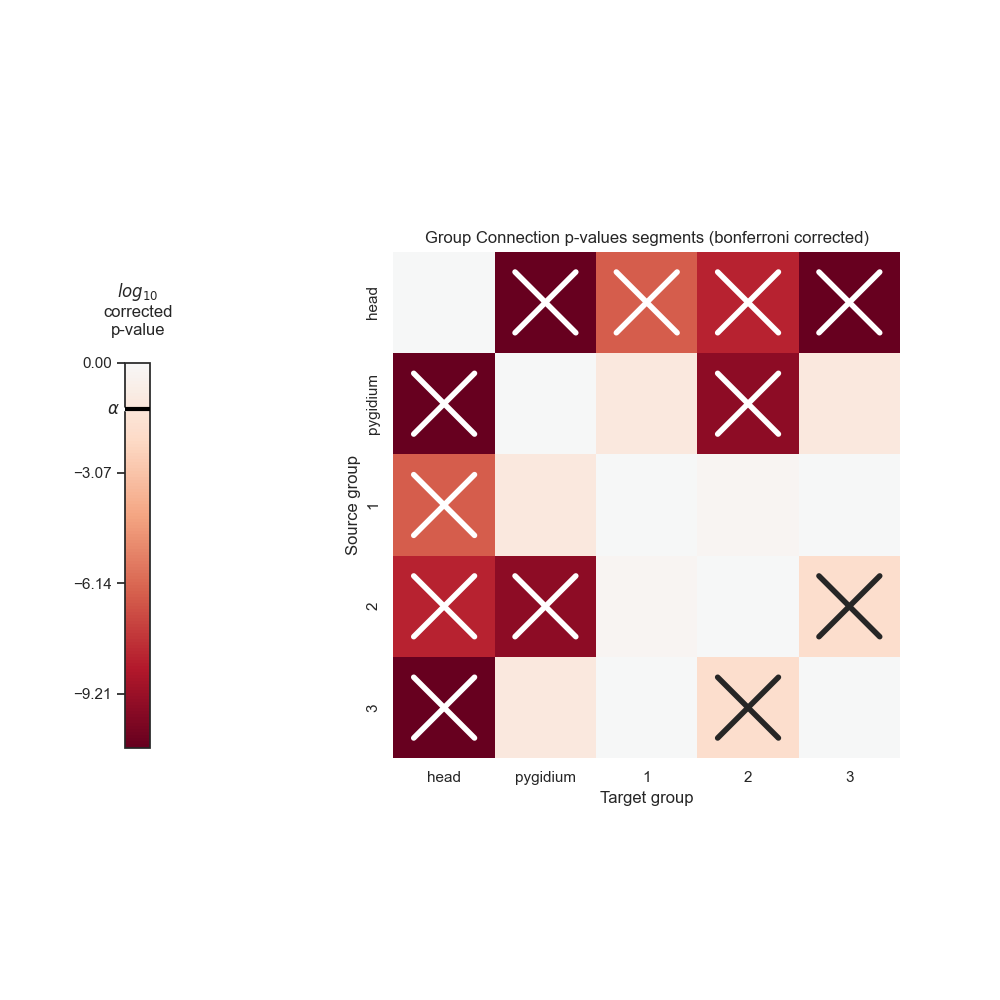 Group Connection p-values segments (bonferroni corrected)
log10
corrected
p-value
0.00
α
−3.07
−6.14
−9.21
Source group
head
pygidium
1
2
3
head pygidium 1 2 3
Target group